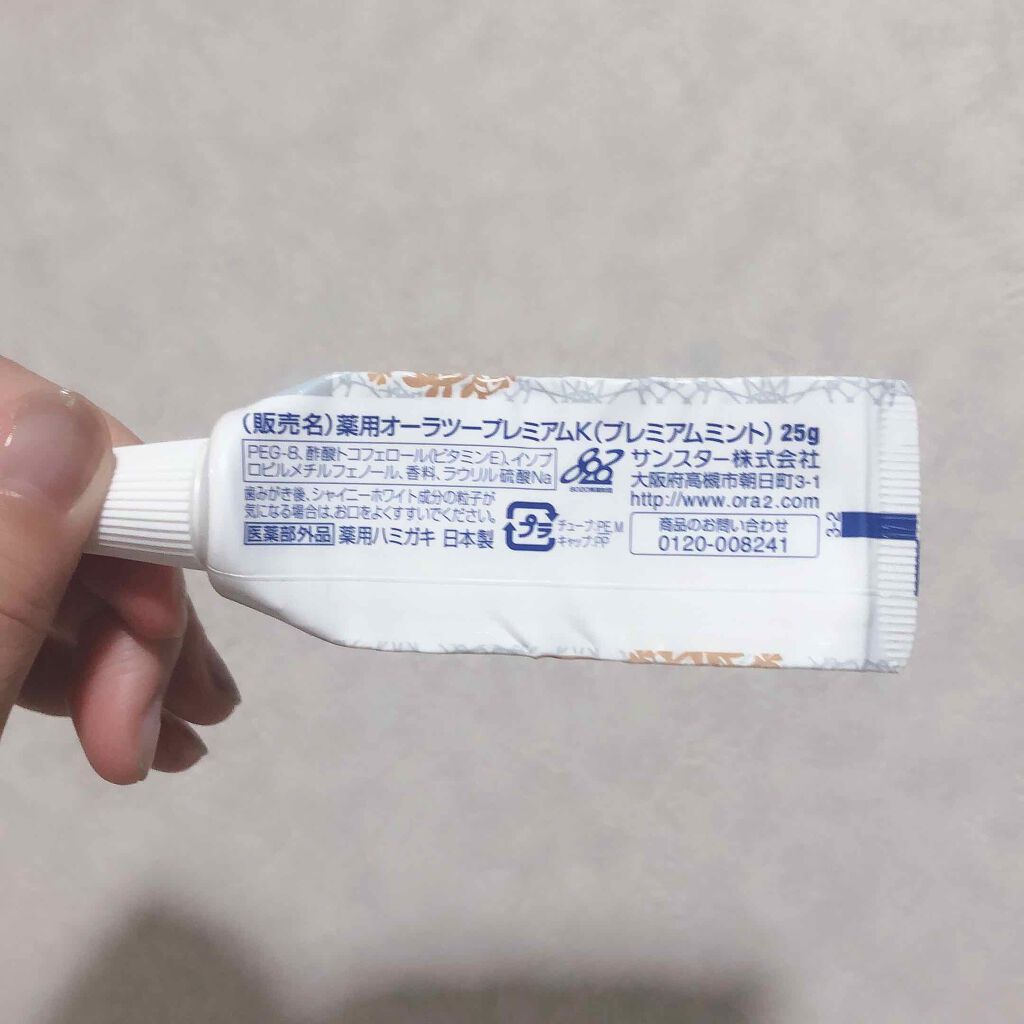 (販売名)薬用オーラツープレミアムK(プレミアムミント) 25g
PEG-8、酢酸トコフェロール(ビタミンE)、イソプ
ロピルメチルフェノール、香料、ラウリル硫酸Na
歯みがき後、シャイニーホワイト成分の粒子が
気になる場合は、お口をよくすすいでください。
医薬部外品 薬用ハミガキ 日本製
8020
プラ
チューブ:PE,M
キャップ:PP
サンスター株式会社
大阪府高槻市朝日町3-1
http://www.ora2.com
商品のお問い合わせ
0120-008241
3-2